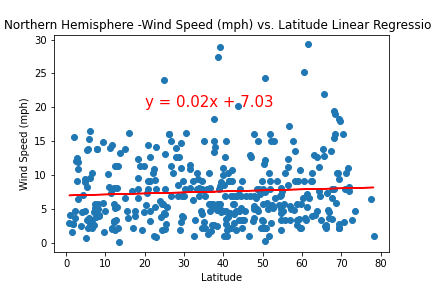 Northern Hemisphere -Wind Speed (mph) vs. Latitude Linear Regressio
30
25
20
15
10
5
0
Wind Speed (mph)
y = 0.02x + 7.03
0 10 20 30 40 50 60 70 80
Latitude